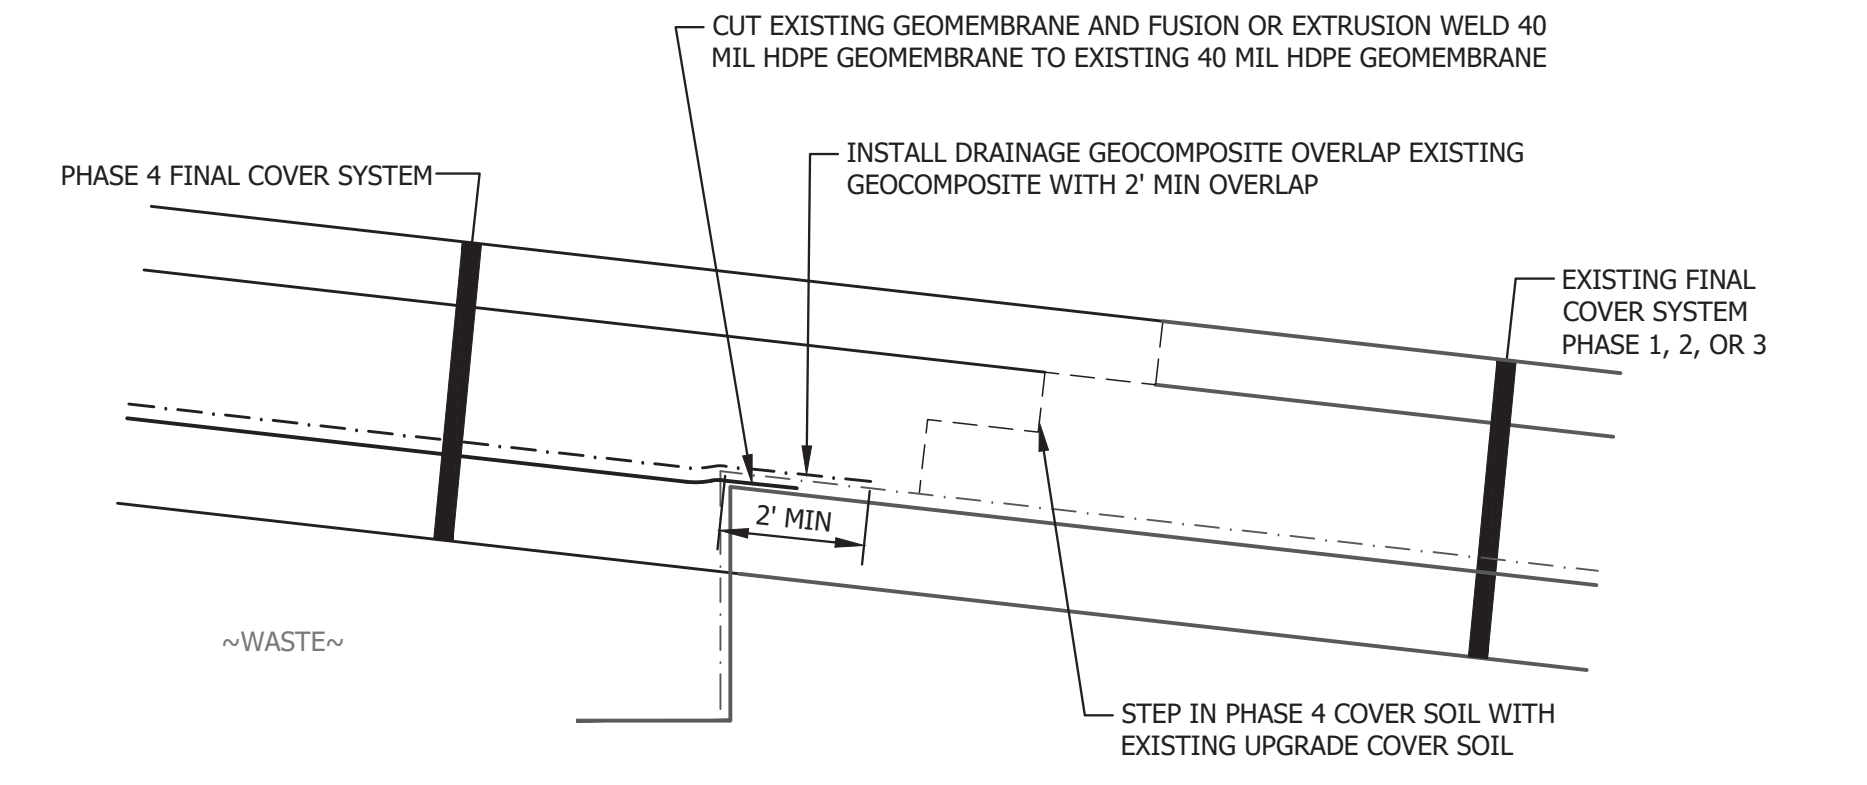 CUT EXISTING GEOMEMBRANE AND FUSION OR EXTRUSION WELD 40
MIL HDPE GEOMEMBRANE TO EXISTING 40 MIL HDPE GEOMEMBRANE
INSTALL DRAINAGE GEOCOMPOSITE OVERLAP EXISTING
GEOCOMPOSITE WITH 2' MIN OVERLAP
PHASE 4 FINAL COVER SYSTEM
EXISTING FINAL
COVER SYSTEM
PHASE 1, 2, OR 3
2' MIN
~WASTE~
STEP IN PHASE 4 COVER SOIL WITH
EXISTING UPGRADE COVER SOIL